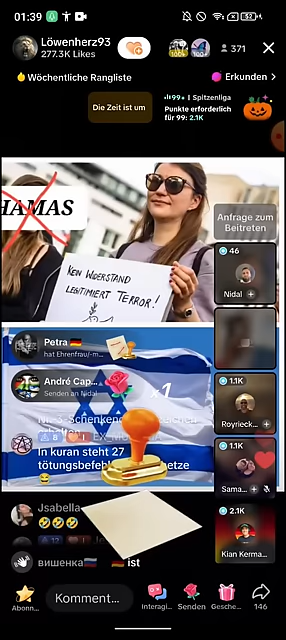 01:39
52
Löwenherz93
277.3K Likes
100+
371
Wöchentliche Rangliste
Erkunden >
Die Zeit ist um
99+ | Spitzenliga
Punkte erforderlich
für 99: 2.1K
HAMAS
KEIN WIDERSTAND
LEGITIMIERT TERROR!
Anfrage zum
Beitreten
46
Nidal
Petra 🇩🇪
hat Ehrenfrau/-m...
André Cap...
Senden an Nidal
x1
1.1K
Royrieck...
In kuran steht 27
😂
1.1K
Sama...
Jsabella
🤣🤣🤣
2.1K
Kian Kerma...
вишенка🇷🇺 🇩🇪 ist
Abonn...
Komment...
Interagi...
Senden
Gesche...
146